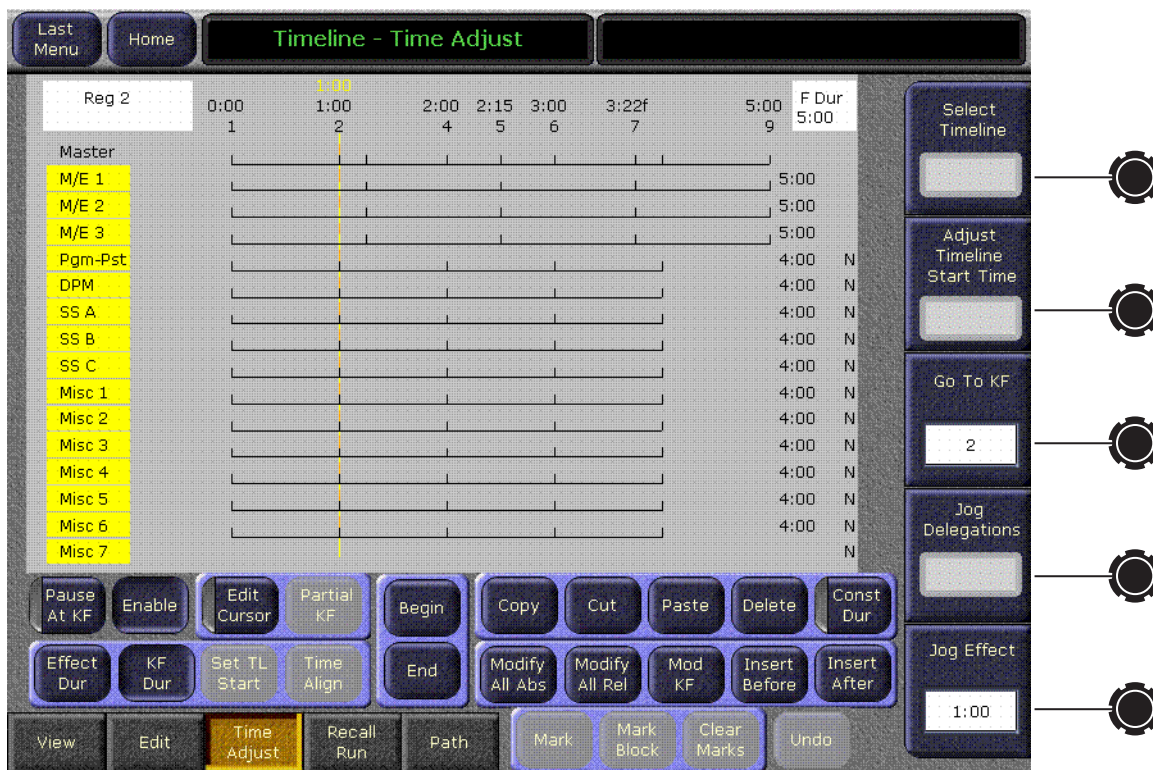 Last
Menu
Home
Timeline - Time Adjust
Reg 2
1:00
0:00 1:00 2:00 2:15 3:00 3:22f 5:00
1 2 4 5 6 7 9
F Dur
5:00
Master
M/E 1 5:00
M/E 2 5:00
M/E 3 5:00
Pgm-Pst 4:00 N
DPM 4:00 N
SS A 4:00 N
SS B 4:00 N
SS C 4:00 N
Misc 1 4:00 N
Misc 2 4:00 N
Misc 3 4:00 N
Misc 4 4:00 N
Misc 5 4:00 N
Misc 6 4:00 N
Misc 7 N
Select
Timeline
Adjust
Timeline
Start Time
Go To KF
2
Jog
Delegations
Jog Effect
1:00
Pause
At KF
Enable
Edit
Cursor
Partial
KF
Begin
Copy
Cut
Paste
Delete
Const
Dur
Effect
Dur
KF
Dur
Set TL
Start
Time
Align
End
Modify
All Abs
Modify
All Rel
Mod
KF
Insert
Before
Insert
After
View
Edit
Time
Adjust
Recall
Run
Path
Mark
Mark
Block
Clear
Marks
Undo